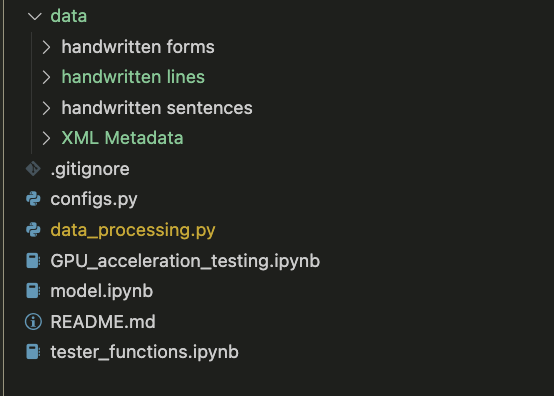 data
handwritten forms
handwritten lines
handwritten sentences
XML Metadata
.gitignore
configs.py
data_processing.py
GPU_acceleration_testing.ipynb
model.ipynb
README.md
tester_functions.ipynb